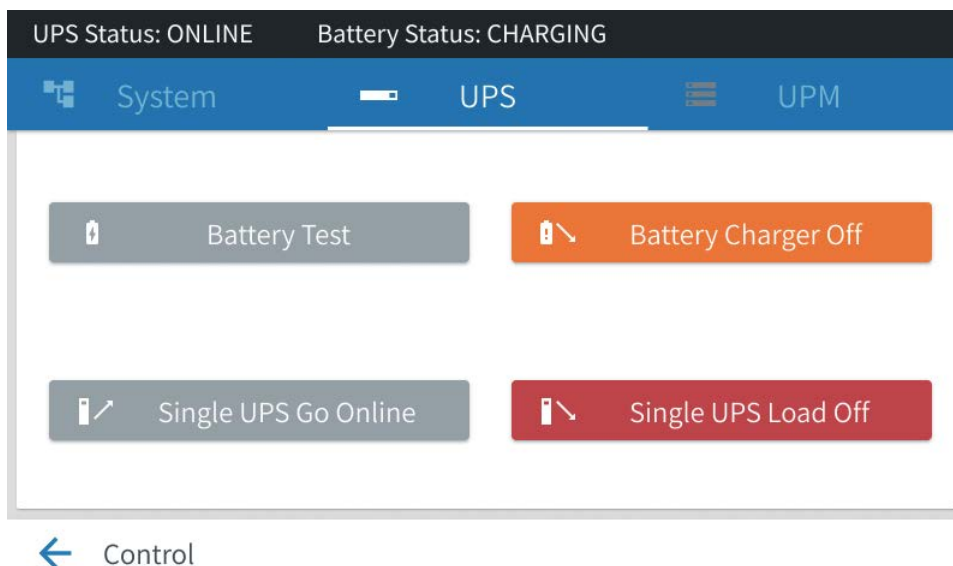 UPS Status: ONLINE Battery Status: CHARGING
System UPS UPM
Battery Test Battery Charger Off
Single UPS Go Online Single UPS Load Off
Control